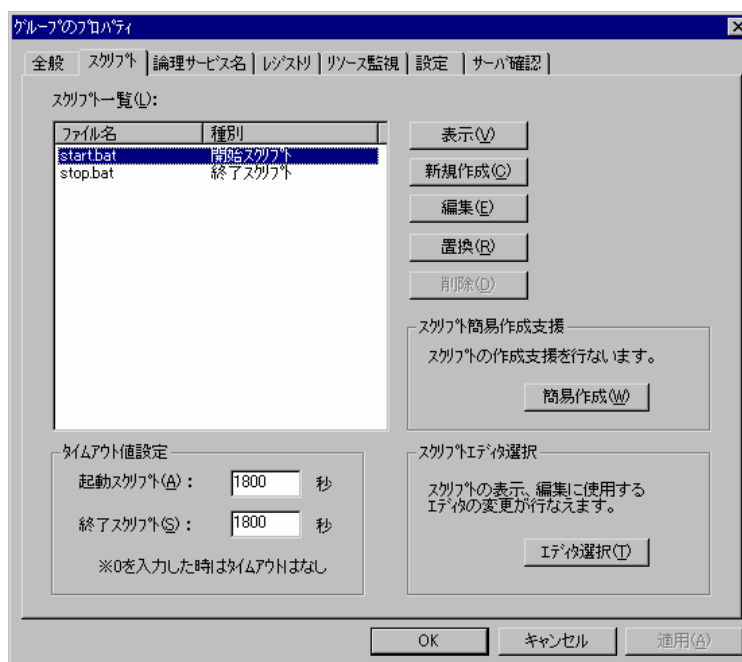 グループのプロパティ
全般 スクリプト 論理サービス名 レジストリ リソース監視 設定 サーバ確認
スクリプト一覧(L):
ファイル名 種別
start.bat 開始スクリプト
stop.bat 終了スクリプト
表示(V)
新規作成(C)
編集(E)
置換(R)
削除(D)
スクリプト簡易作成支援
スクリプトの作成支援を行ないます。
簡易作成(W)
タイムアウト値設定
起動スクリプト(A): 1800 秒
終了スクリプト(S): 1800 秒
※0を入力した時はタイムアウトはなし
スクリプトエディタ選択
スクリプトの表示、編集に使用する
エディタの変更が行なえます。
エディタ選択(T)
OK キャンセル 適用(A)